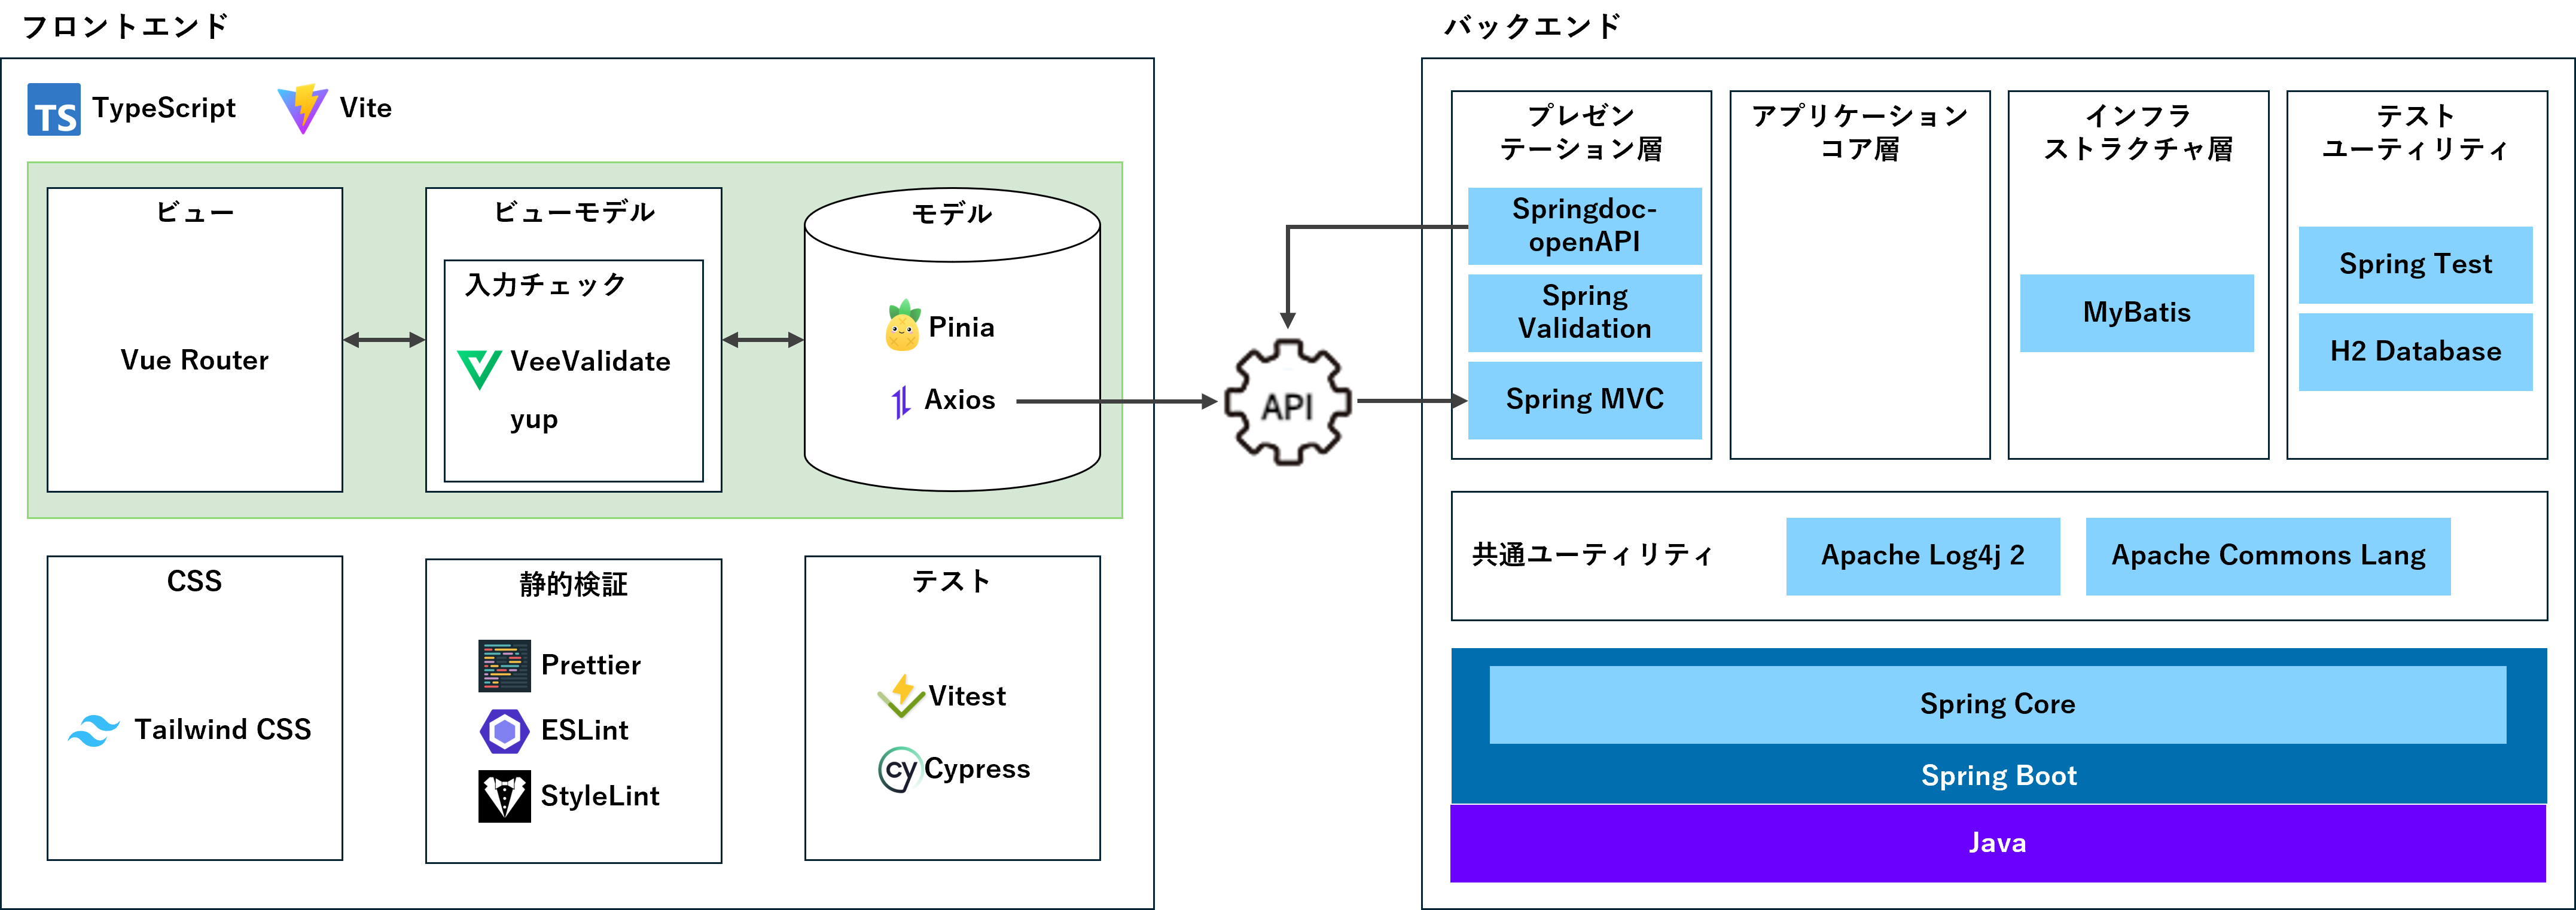 フロントエンド
TS TypeScript
Vite
ビュー
Vue Router
ビューモデル
入力チェック
VeeValidate
yup
モデル
Pinia
Axios
CSS
Tailwind CSS
静的検証
Prettier
ESLint
StyleLint
テスト
Vitest
cy Cypress
API
バックエンド
プレゼン
テーション層
Springdoc-
openAPI
Spring
Validation
Spring MVC
アプリケーション
コア層
インフラ
ストラクチャ層
MyBatis
テスト
ユーティリティ
Spring Test
H2 Database
共通ユーティリティ
Apache Log4j 2
Apache Commons Lang
Spring Core
Spring Boot
Java